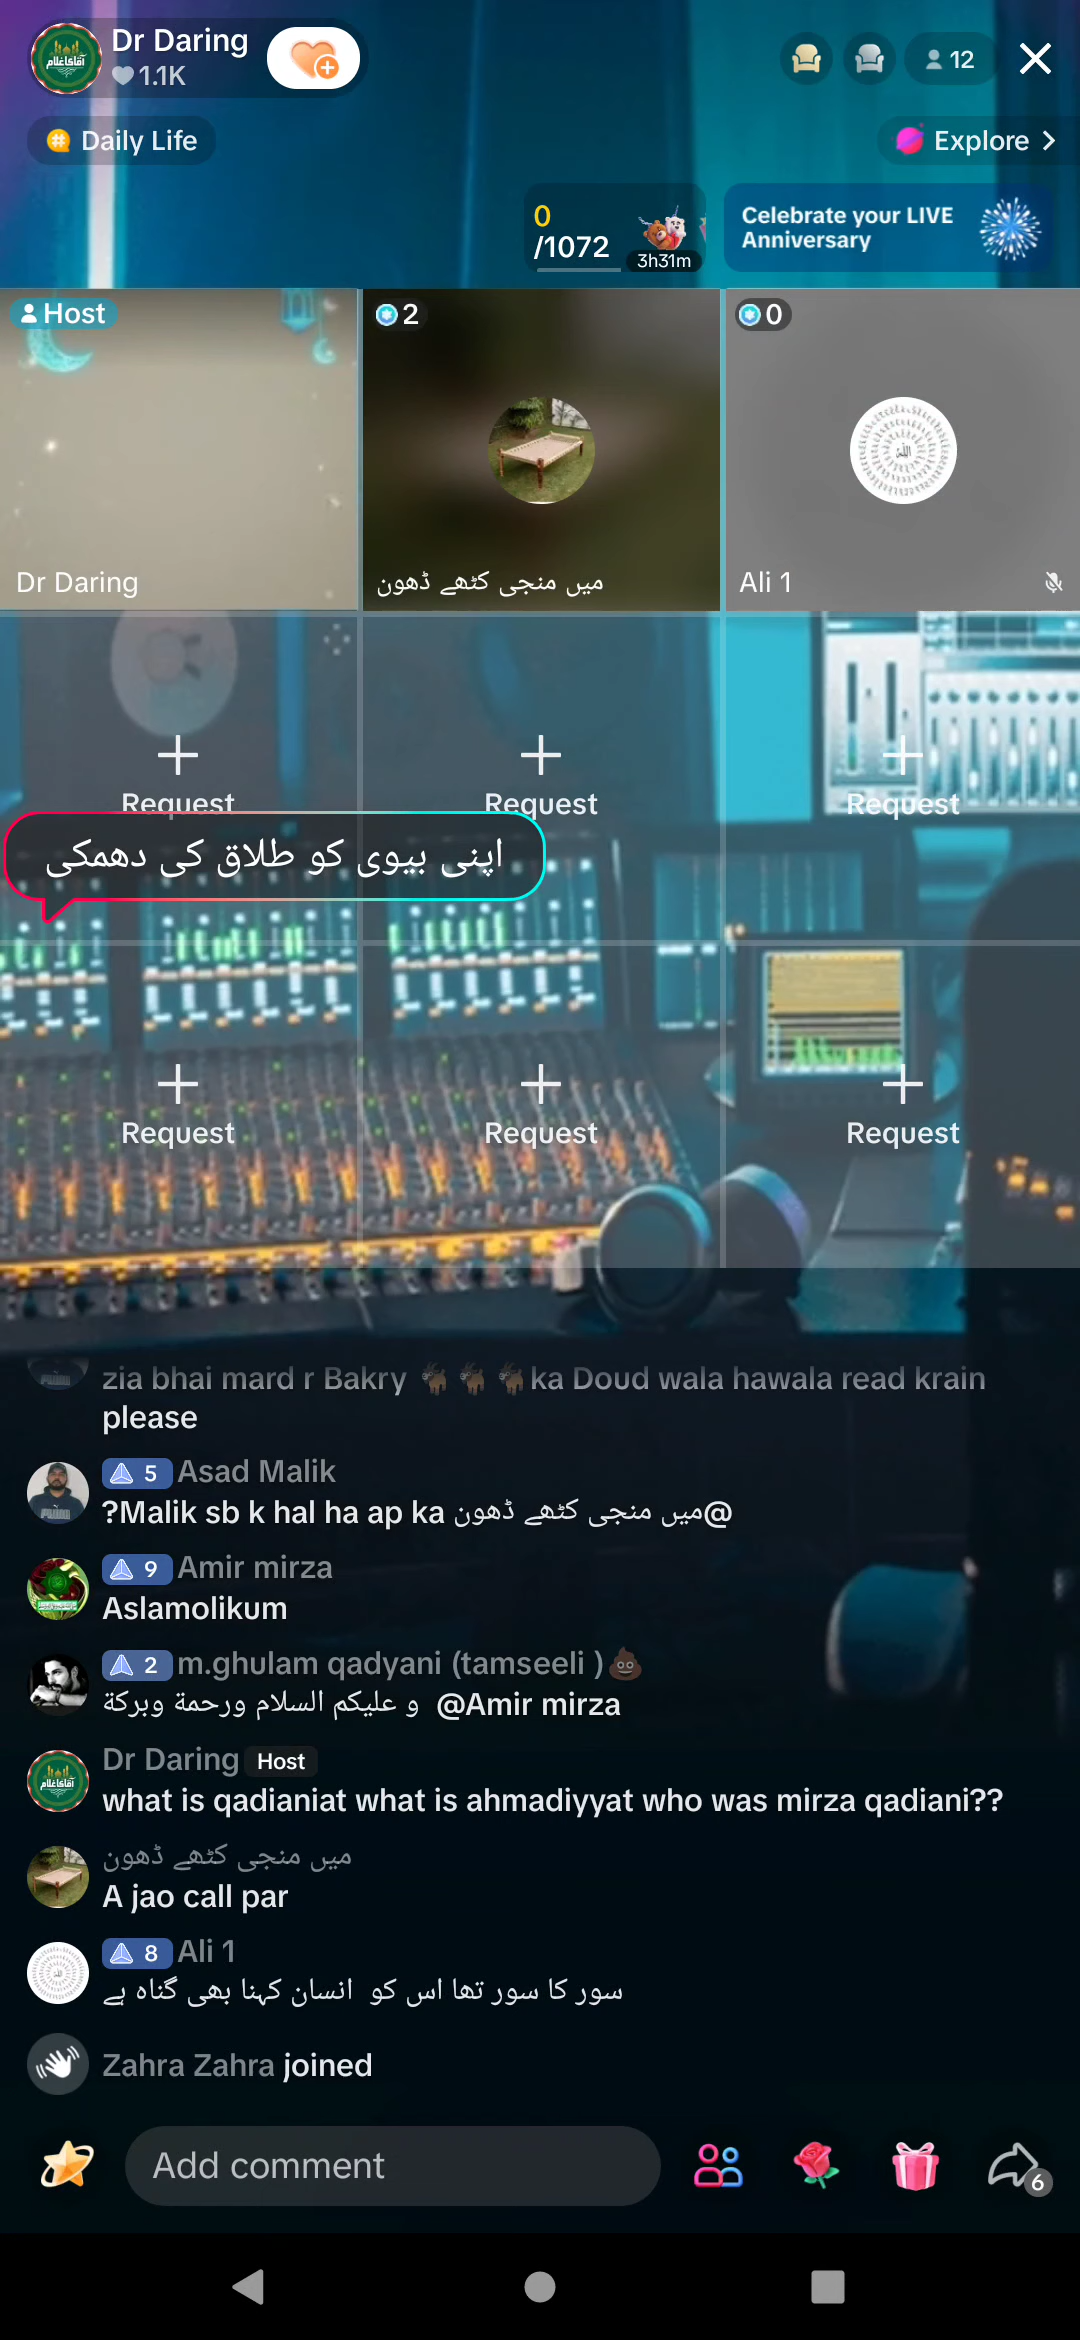 Dr Daring
1.1K
12
Daily Life
Explore
0
/1072
3h31m
Celebrate your LIVE
Anniversary
Host
2
0
Dr Daring
میں منجی کتھے ڈھون
Ali 1
Request
Request
Request
اپنی بیوی کو طلاق کی دھمکی
Request
Request
Request
zia bhai mard r Bakry 🐐🐐🐐ka Doud wala hawala read krain
please
5 Asad Malik
?Malik sb k hal ha ap ka میں منجی کتھے ڈھون@
9 Amir mirza
Aslamolikum
2 m.ghulam qadyani (tamseeli )💩
و علیکم السلام ورحمة وبركة @Amir mirza
Dr Daring Host
what is qadianiat what is ahmadiyyat who was mirza qadiani??
میں منجی کتھے ڈھون
A jao call par
8 Ali 1
سور کا سور تھا اس کو انسان کہنا بھی گناہ ہے
Zahra Zahra joined
Add comment
6